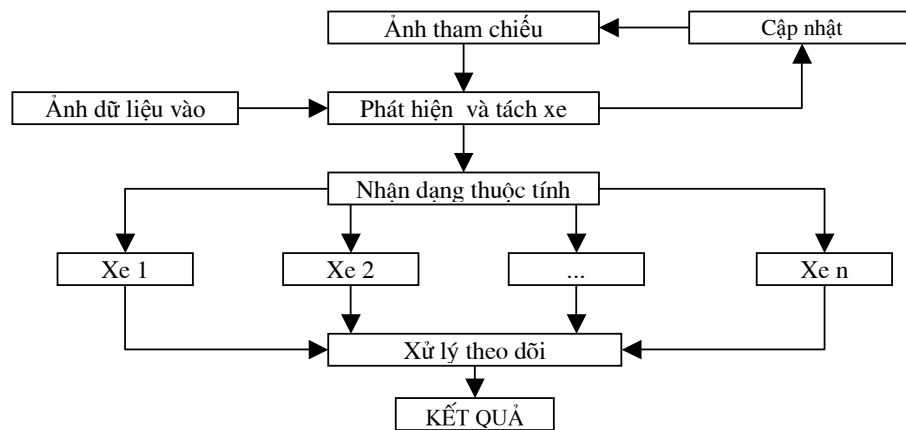 Ảnh tham chiếu
Cập nhật
Ảnh dữ liệu vào
Phát hiện và tách xe
Nhận dạng thuộc tính
Xe 1
Xe 2
...
Xe n
Xử lý theo dõi
KẾT QUẢ